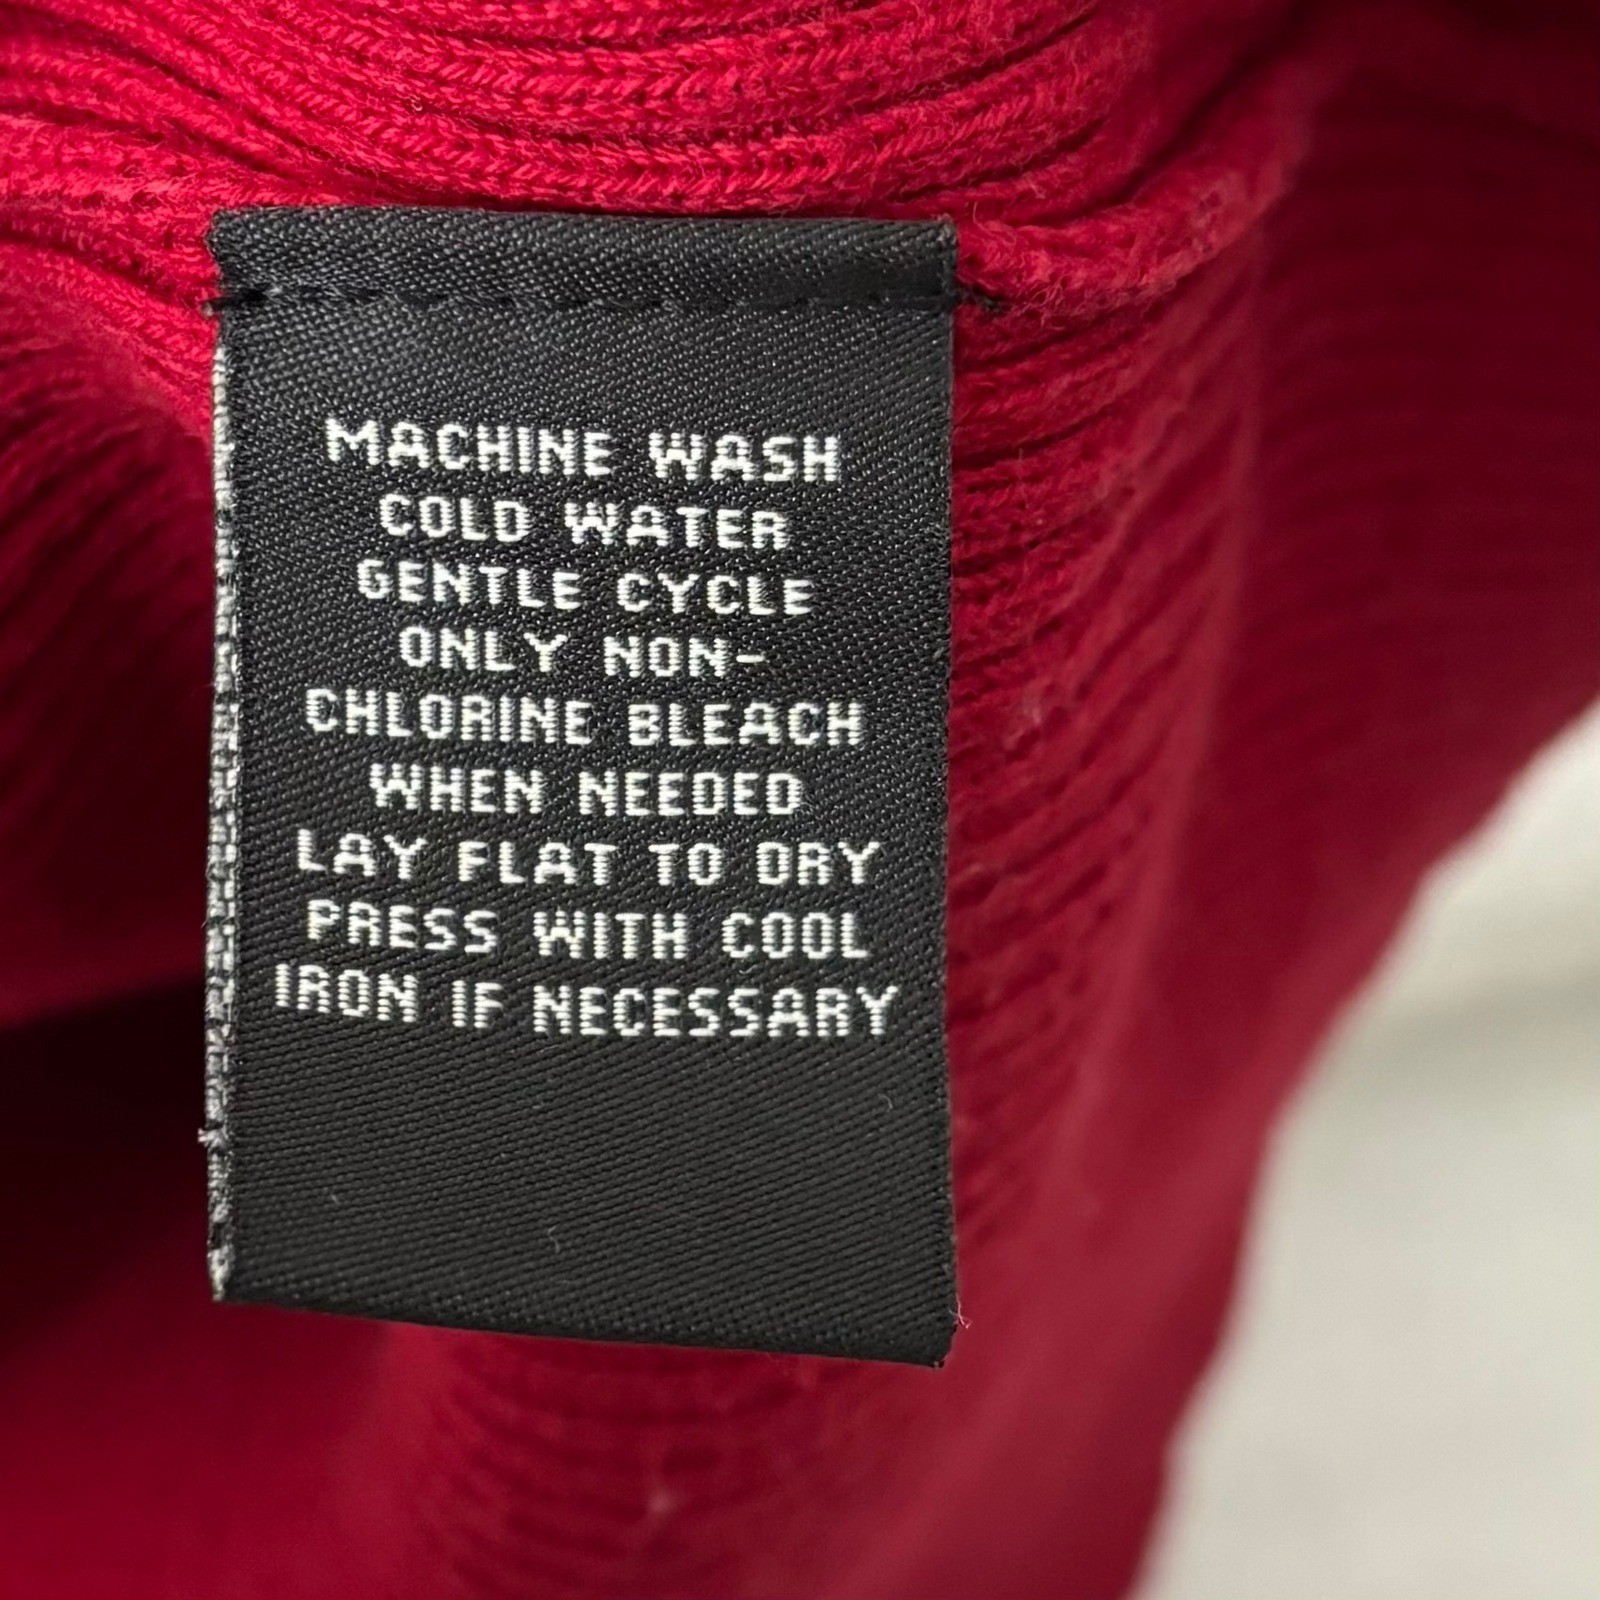 MACHINE WASH
COLD WATER
GENTLE CYCLE
ONLY NON-
CHLORINE BLEACH
WHEN NEEDED
LAY FLAT TO DRY
PRESS WITH COOL
IRON IF NECESSARY